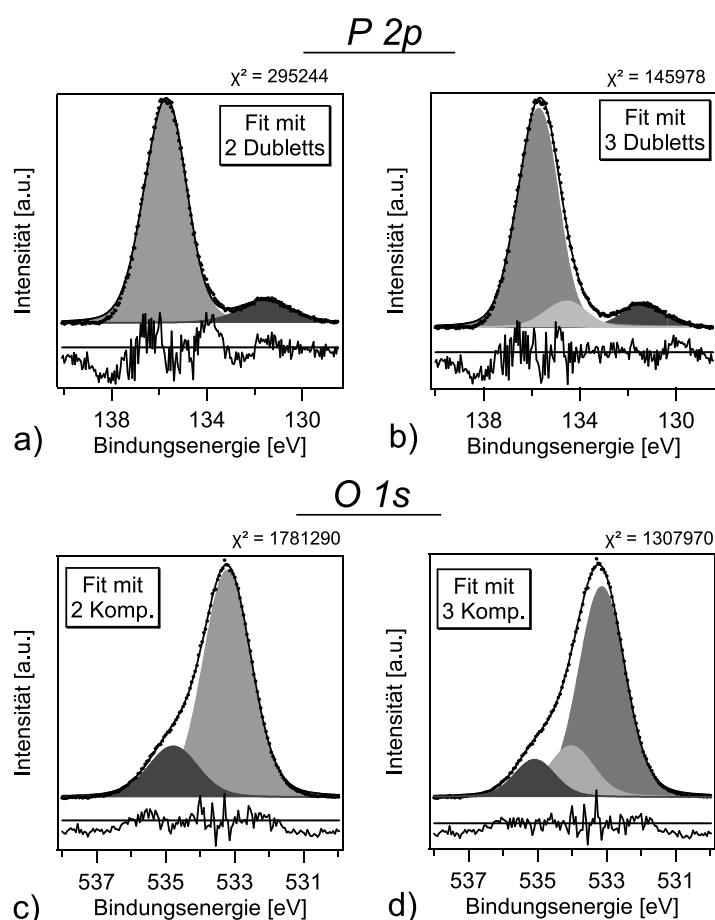 P 2p
χ² = 295244
Fit mit
2 Dubletts
Intensität [a.u.]
138 134 130
Bindungsenergie [eV]
a)
χ² = 145978
Fit mit
3 Dubletts
Intensität [a.u.]
138 134 130
Bindungsenergie [eV]
b)
O 1s
χ² = 1781290
Fit mit
2 Komp.
Intensität [a.u.]
537 535 533 531
Bindungsenergie [eV]
c)
χ² = 1307970
Fit mit
3 Komp.
Intensität [a.u.]
537 535 533 531
Bindungsenergie [eV]
d)